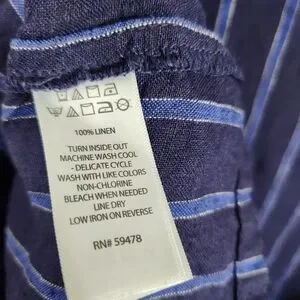 100% LINEN
TURN INSIDE OUT
MACHINE WASH COOL
- DELICATE CYCLE
WASH WITH LIKE COLORS
NON-CHLORINE
BLEACH WHEN NEEDED
LINE DRY
LOW IRON ON REVERSE
RN# 59478